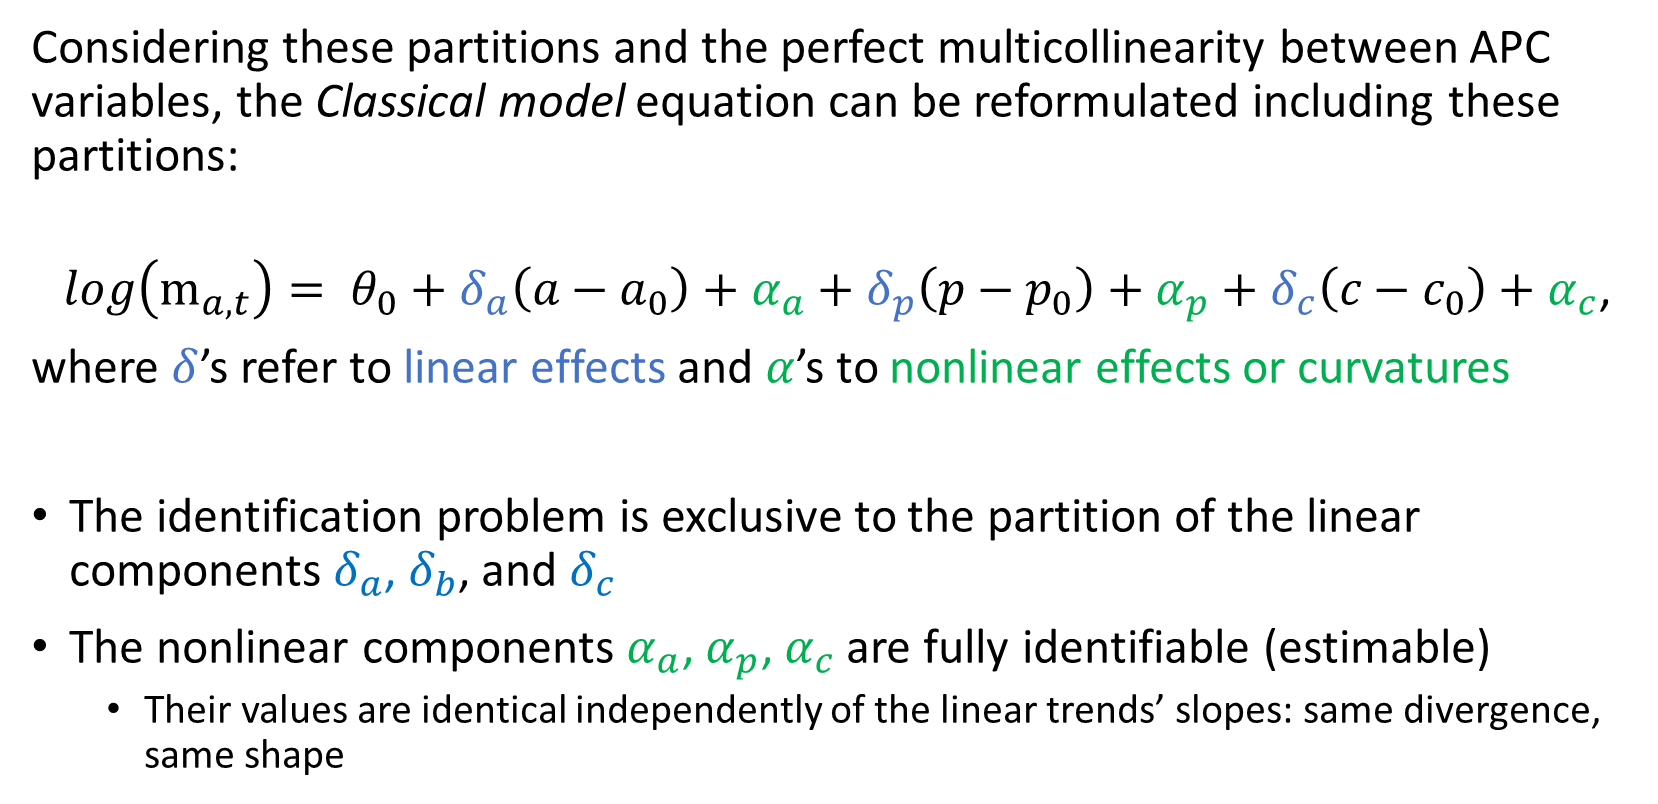 Considering these partitions and the perfect multicollinearity between APC
variables, the Classical model equation can be reformulated including these
partitions:
log(m_{a,t}) = θ_0 + δ_a(a − a_0) + α_a + δ_p(p − p_0) + α_p + δ_c(c − c_0) + α_c,
where δ’s refer to linear effects and α’s to nonlinear effects or curvatures
• The identification problem is exclusive to the partition of the linear
components δ_a, δ_b, and δ_c
• The nonlinear components α_a, α_p, α_c are fully identifiable (estimable)
• Their values are identical independently of the linear trends’ slopes: same divergence,
same shape